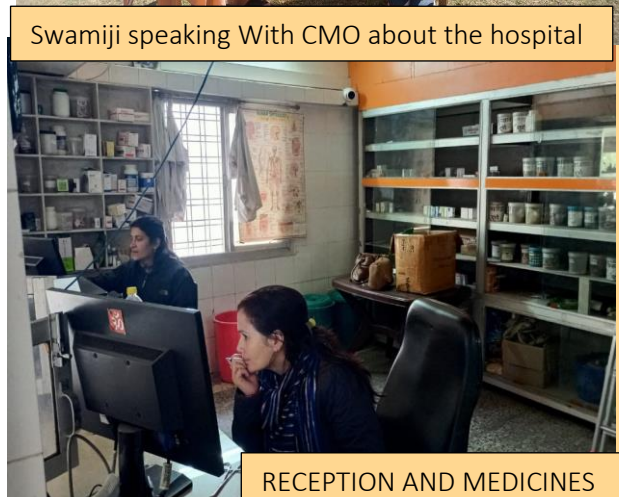 Swamiji speaking With CMO about the hospital
RECEPTION AND MEDICINES